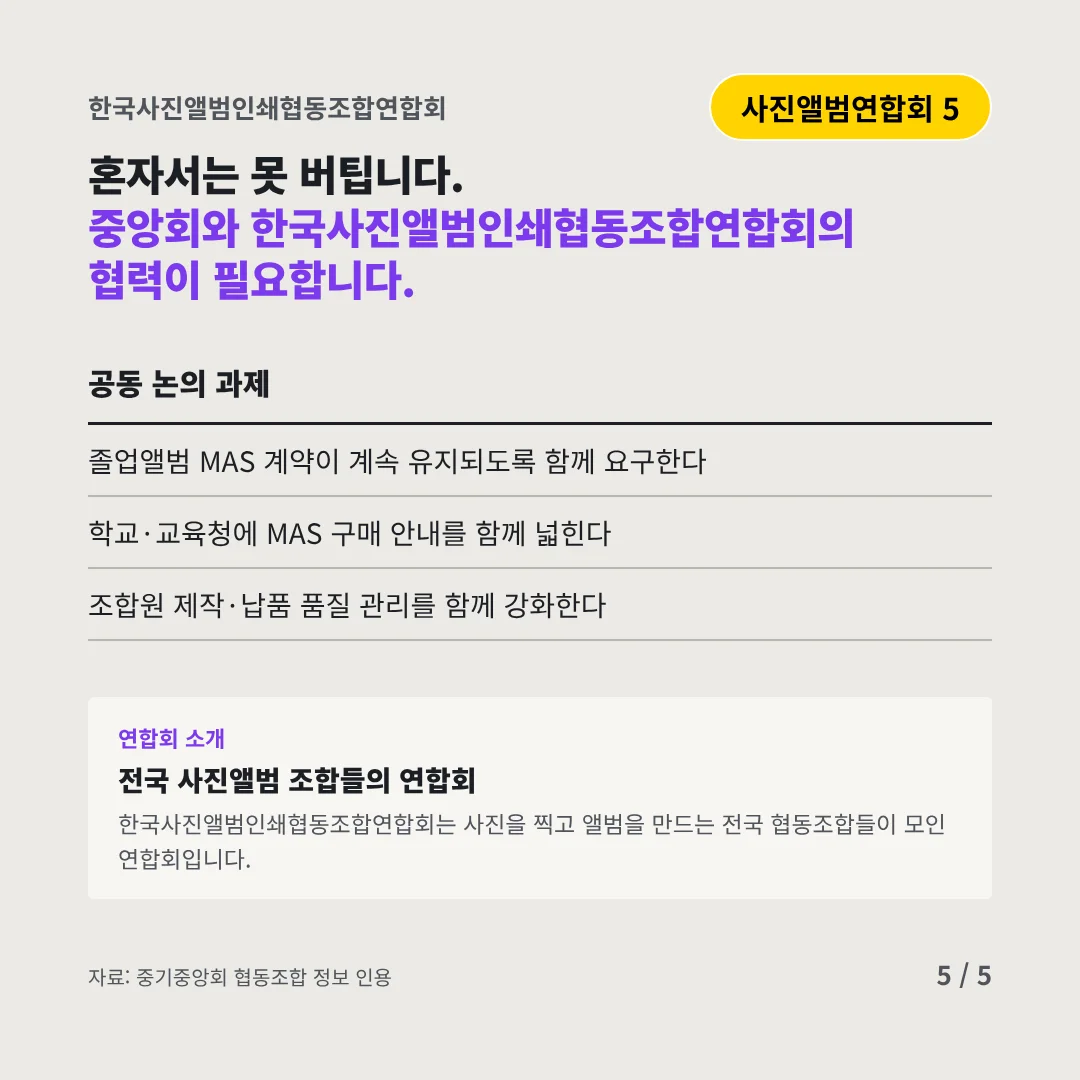 한국사진앨범인쇄협동조합연합회
사진앨범연합회 5
혼자서는 못 버팁니다.
중앙회와 한국사진앨범인쇄협동조합연합회의
협력이 필요합니다.
공동 논의 과제
졸업앨범 MAS 계약이 계속 유지되도록 함께 요구한다
학교·교육청에 MAS 구매 안내를 함께 넓힌다
조합원 제작·납품 품질 관리를 함께 강화한다
연합회 소개
전국 사진앨범 조합들의 연합회
한국사진앨범인쇄협동조합연합회는 사진을 찍고 앨범을 만드는 전국 협동조합들이 모인
연합회입니다.
자료: 중기중앙회 협동조합 정보 인용
5 / 5